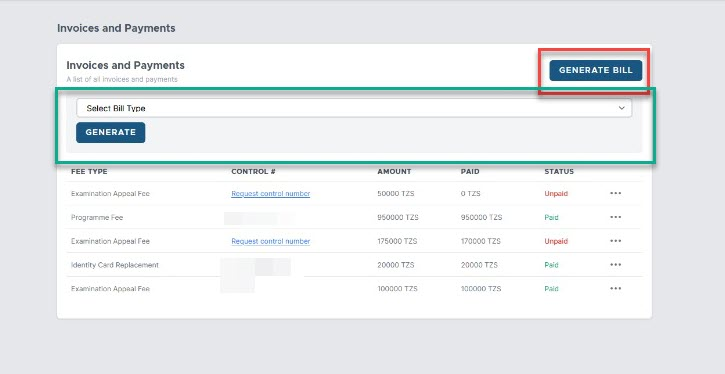 Invoices and Payments
Invoices and Payments
A list of all invoices and payments
GENERATE BILL
Select Bill Type
GENERATE
FEE TYPE CONTROL # AMOUNT PAID STATUS
Examination Appeal Fee Request control number 50000 TZS 0 TZS Unpaid •••
Programme Fee 950000 TZS 950000 TZS Paid •••
Examination Appeal Fee Request control number 175000 TZS 170000 TZS Unpaid •••
Identity Card Replacement 20000 TZS 20000 TZS Paid •••
Examination Appeal Fee 100000 TZS 100000 TZS Paid •••